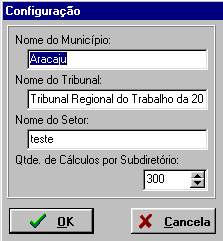 Configuração
Nome do Município:
Aracaju
Nome do Tribunal:
Tribunal Regional do Trabalho da 20
Nome do Setor:
teste
Qtde. de Cálculos por Subdiretório:
300
OK
Cancela